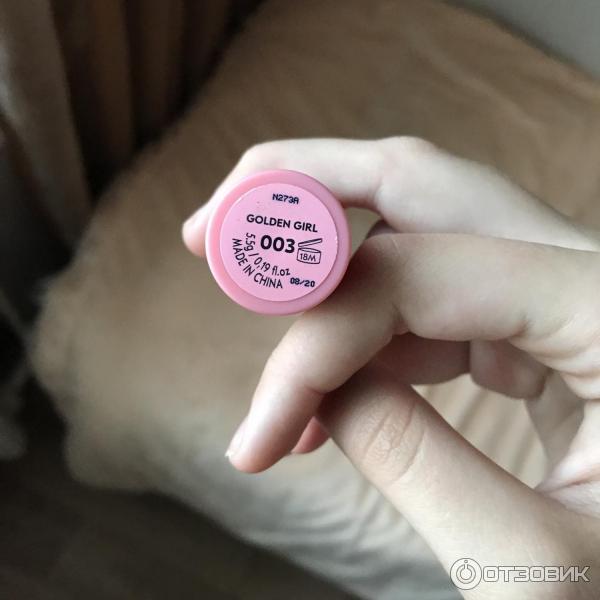 N273A
GOLDEN GIRL
003
18M
5,5g / 0,19 fl.oz
MADE IN CHINA
08/20
ОТЗОВИК